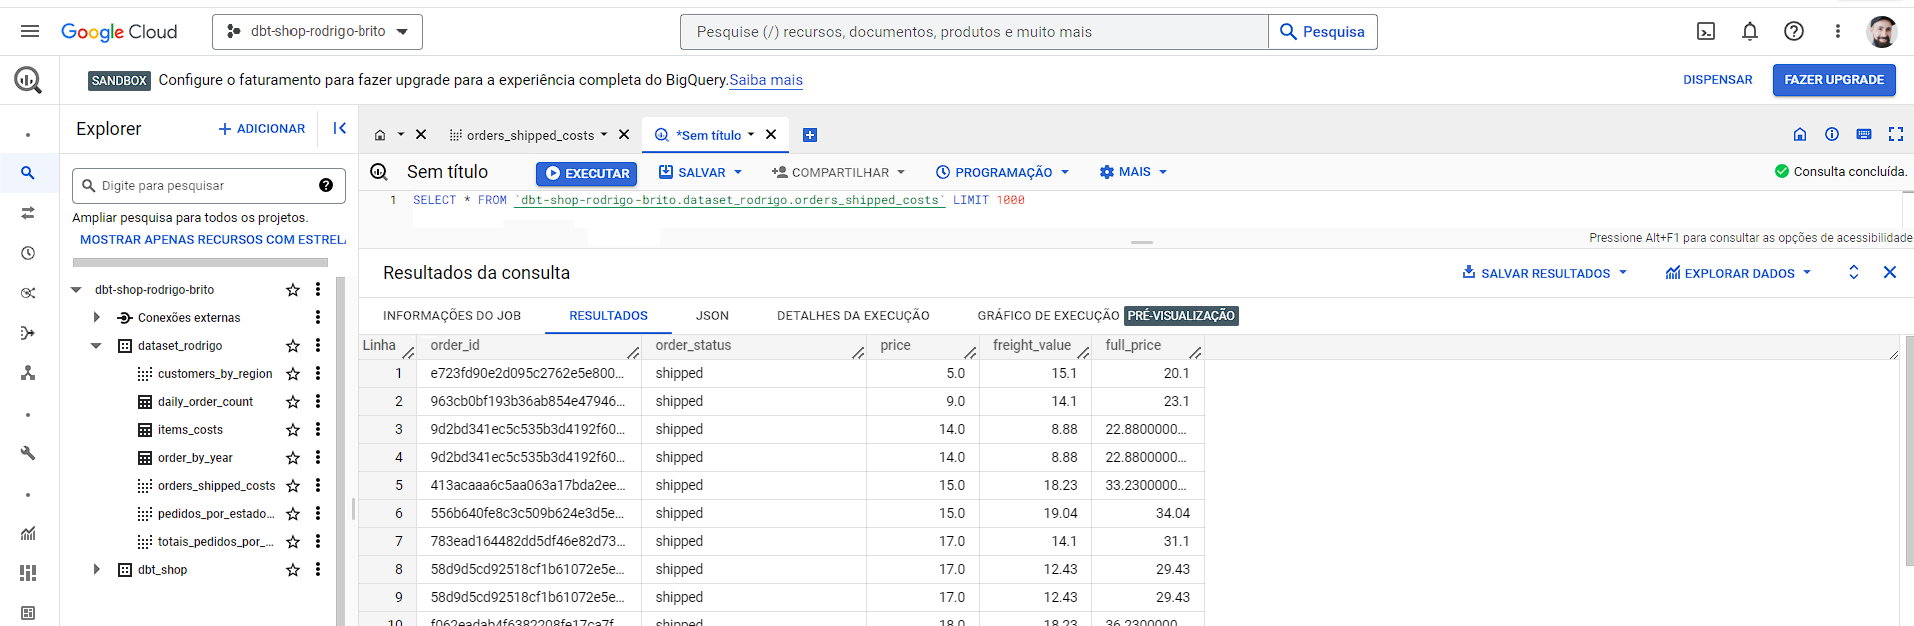 Google Cloud
dbt-shop-rodrigo-brito
Pesquise (/) recursos, documentos, produtos e muito mais
Pesquisa
SANDBOX Configure o faturamento para fazer upgrade para a experiência completa do BigQuery. Saiba mais
DISPENSAR
FAZER UPGRADE
Explorer
+ ADICIONAR
orders_shipped_costs
*Sem título
Digite para pesquisar
Ampliar pesquisa para todos os projetos.
MOSTRAR APENAS RECURSOS COM ESTREL
dbt-shop-rodrigo-brito
Conexões externas
dataset_rodrigo
customers_by_region
daily_order_count
items_costs
order_by_year
orders_shipped_costs
pedidos_por_estado...
totais_pedidos_por_...
dbt_shop
Sem título
EXECUTAR
SALVAR
COMPARTILHAR
PROGRAMAÇÃO
MAIS
Consulta concluída.
1 SELECT * FROM `dbt-shop-rodrigo-brito.dataset_rodrigo.orders_shipped_costs` LIMIT 1000
Pressione Alt+F1 para consultar as opções de acessibilidade
Resultados da consulta
SALVAR RESULTADOS
EXPLORAR DADOS
INFORMAÇÕES DO JOB
RESULTADOS
JSON
DETALHES DA EXECUÇÃO
GRÁFICO DE EXECUÇÃO PRÉ-VISUALIZAÇÃO
Linha order_id order_status price freight_value full_price
1 e723fd90e2d095c2762e5e800... shipped 5.0 15.1 20.1
2 963cb0bf193b36ab854e47946... shipped 9.0 14.1 23.1
3 9d2bd341ec5c535b3d4192f60... shipped 14.0 8.88 22.8800000...
4 9d2bd341ec5c535b3d4192f60... shipped 14.0 8.88 22.8800000...
5 413acaaa6c5aa063a17bda2ee... shipped 15.0 18.23 33.2300000...
6 556b640fe8c3c509b624e3d5e... shipped 15.0 19.04 34.04
7 783ead164482dd5df46e82d73... shipped 17.0 14.1 31.1
8 58d9d5cd92518cf1b61072e5e... shipped 17.0 12.43 29.43
9 58d9d5cd92518cf1b61072e5e... shipped 17.0 12.43 29.43
10 f062eadab4f6382208fe17ca7f... shipped 18.0 18.23 36.2300000...